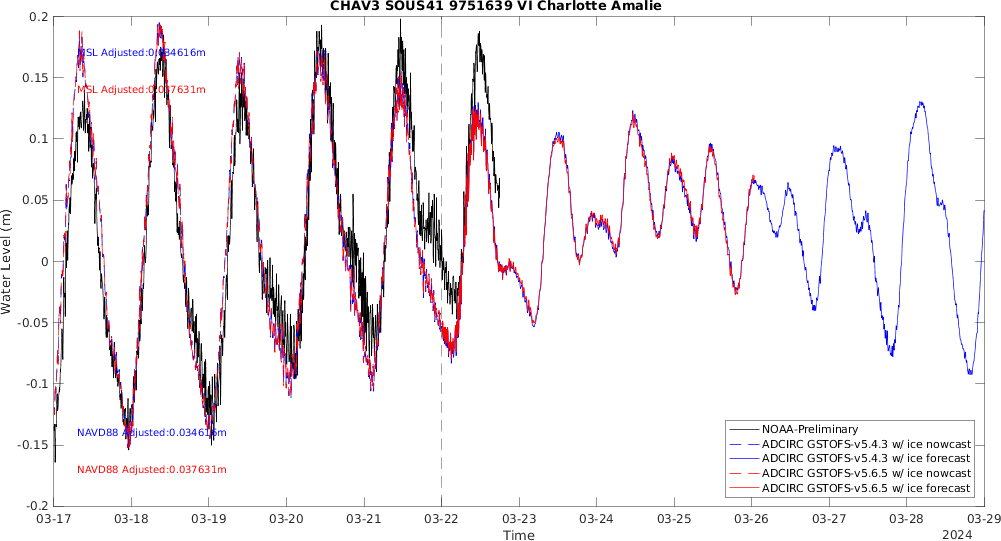 CHAV3 SOUS41 9751639 VI Charlotte Amalie
0.2
0.15
0.1
0.05
0
-0.05
-0.1
-0.15
-0.2
Water Level (m)
MSL Adjusted:0.034616m
MSL Adjusted:0.037631m
NAVD88 Adjusted:0.034616m
NAVD88 Adjusted:0.037631m
NOAA-Preliminary
ADCIRC GSTOFS-v5.4.3 w/ ice nowcast
ADCIRC GSTOFS-v5.4.3 w/ ice forecast
ADCIRC GSTOFS-v5.6.5 w/ ice nowcast
ADCIRC GSTOFS-v5.6.5 w/ ice forecast
03-17 03-18 03-19 03-20 03-21 03-22 03-23 03-24 03-25 03-26 03-27 03-28 03-29
Time
2024